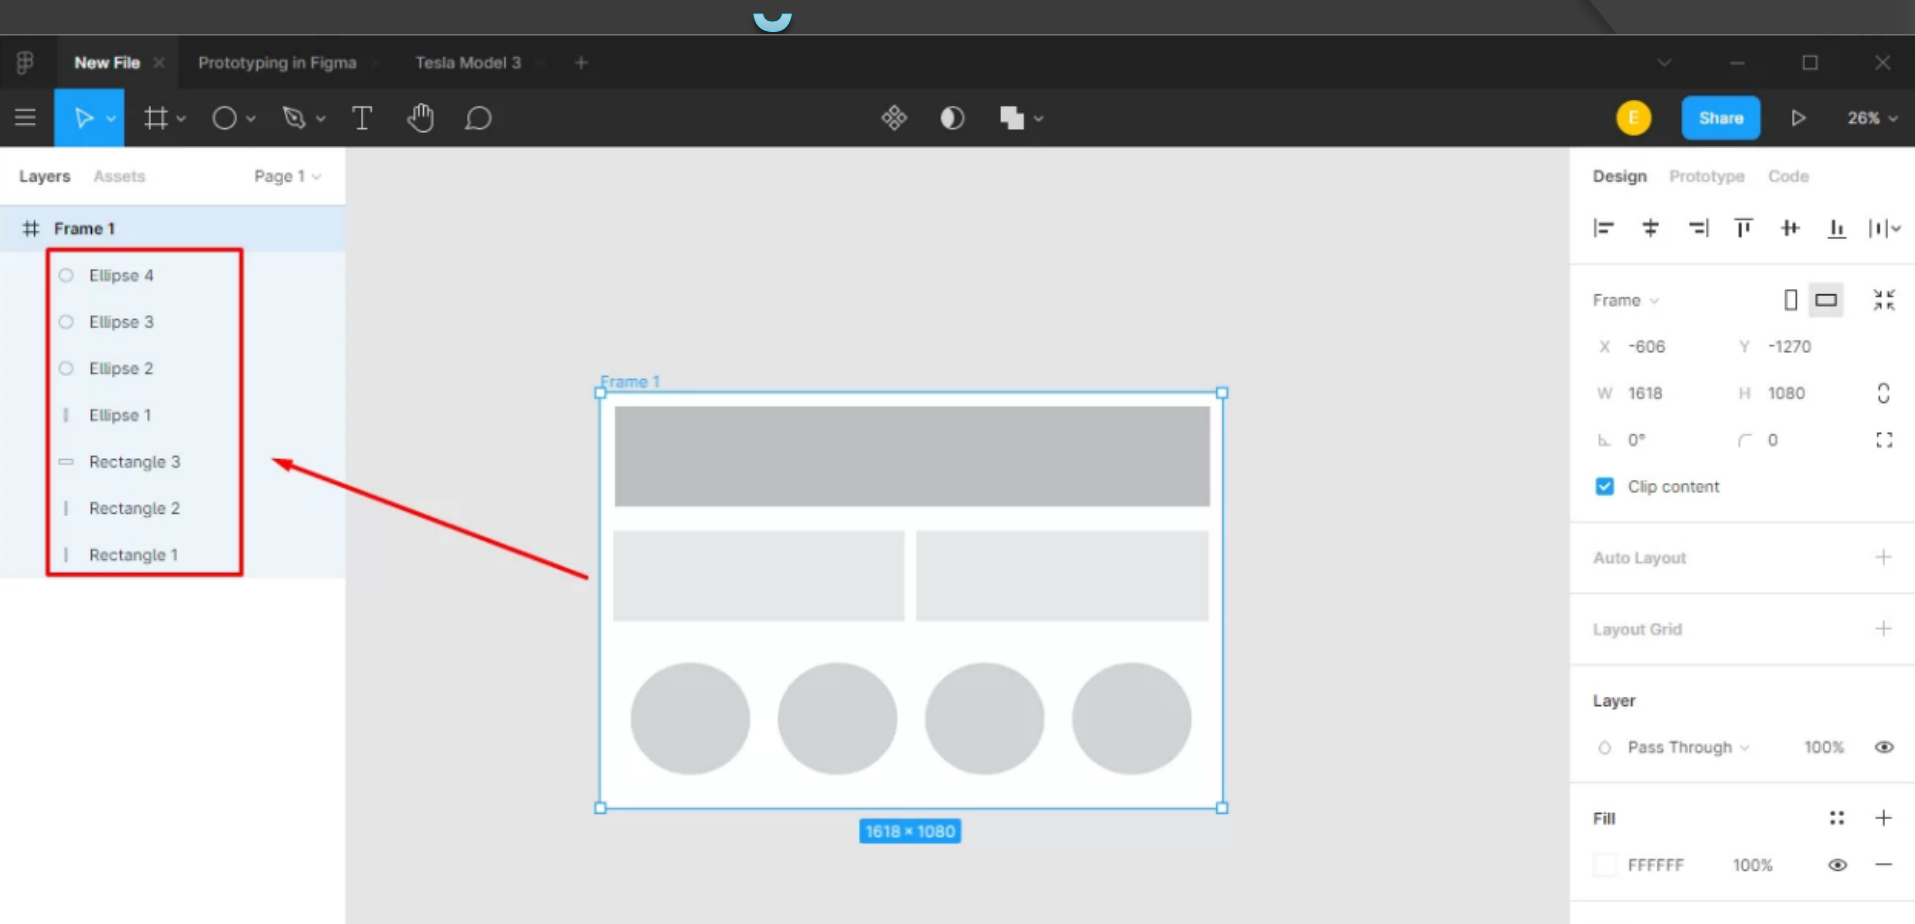 New File
Prototyping in Figma
Tesla Model 3
E
Share
26%
Layers
Assets
Page 1
Frame 1
Ellipse 4
Ellipse 3
Ellipse 2
Ellipse 1
Rectangle 3
Rectangle 2
Rectangle 1
Frame 1
1618 × 1080
Design
Prototype
Code
Frame
X -606
Y -1270
W 1618
H 1080
0°
0
Clip content
Auto Layout
Layout Grid
Layer
Pass Through
100%
Fill
FFFFFF
100%